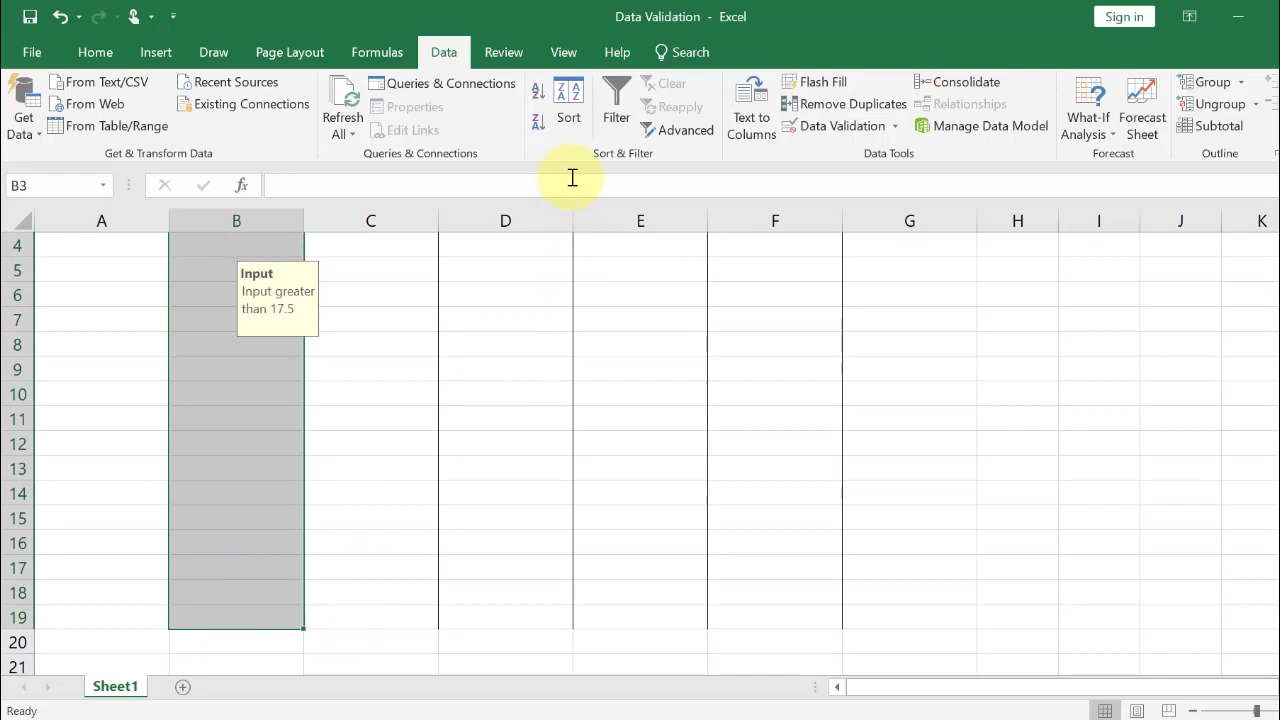 Data Validation - Excel
Sign in
File Home Insert Draw Page Layout Formulas Data Review View Help Search
Get Data
From Text/CSV
From Web
From Table/Range
Recent Sources
Existing Connections
Get & Transform Data
Refresh All
Queries & Connections
Properties
Edit Links
Queries & Connections
Sort
Filter
Clear
Reapply
Advanced
Sort & Filter
Text to Columns
Flash Fill
Remove Duplicates
Data Validation
Consolidate
Relationships
Manage Data Model
Data Tools
What-If Analysis
Forecast Sheet
Forecast
Group
Ungroup
Subtotal
Outline
B3
fx
A B C D E F G H I J K
4
5
6
7
8
9
10
11
12
13
14
15
16
17
18
19
20
21
Input
Input greater
than 17.5
Sheet1
Ready